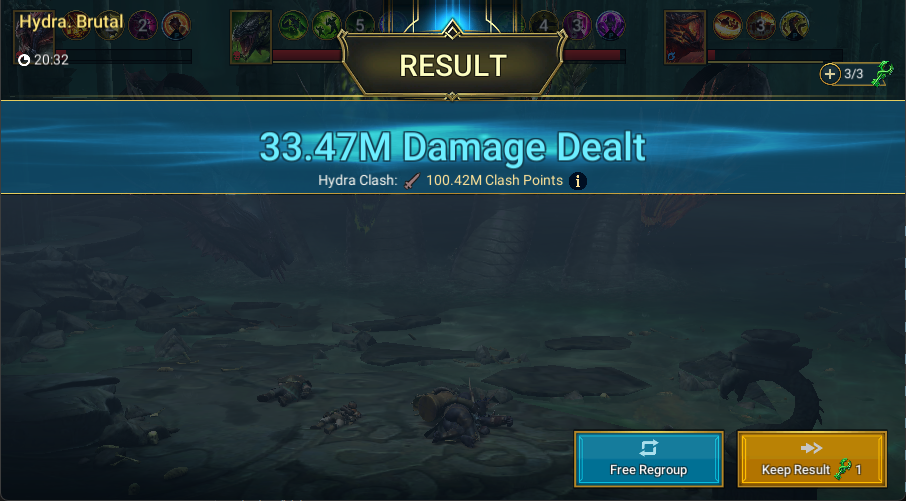 Hydra. Brutal
2
5
4
3
3
20:32
RESULT
3/3
33.47M Damage Dealt
Hydra Clash: 100.42M Clash Points
Free Regroup
Keep Result 1